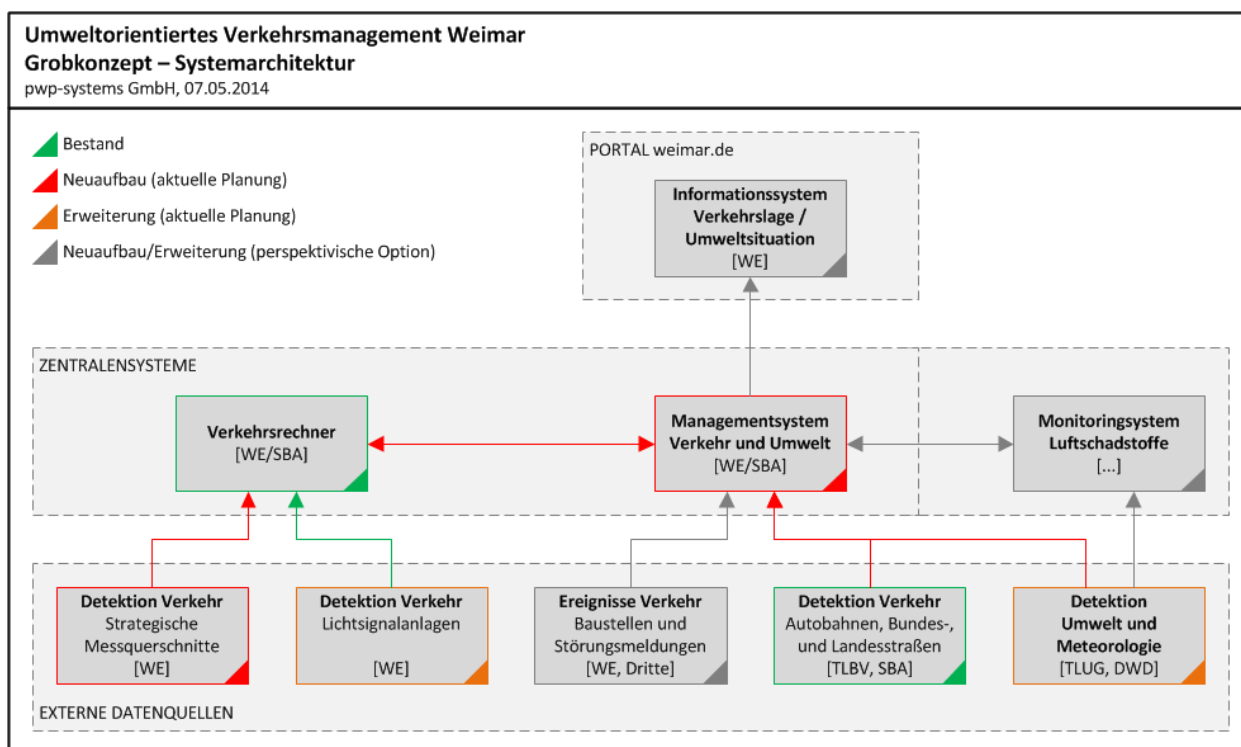 Umweltorientiertes Verkehrsmanagement Weimar
Grobkonzept – Systemarchitektur
pwp-systems GmbH, 07.05.2014
Bestand
Neuaufbau (aktuelle Planung)
Erweiterung (aktuelle Planung)
Neuaufbau/Erweiterung (perspektivische Option)
PORTAL weimar.de
Informationssystem
Verkehrslage /
Umweltsituation
[WE]
ZENTRALENSYSTEME
Verkehrsrechner
[WE/SBA]
Managementsystem
Verkehr und Umwelt
[WE/SBA]
Monitoringsystem
Luftschadstoffe
[...]
Detektion Verkehr
Strategische
Messquerschnitte
[WE]
Detektion Verkehr
Lichtsignalanlagen
[WE]
Ereignisse Verkehr
Baustellen und
Störungsmeldungen
[WE, Dritte]
Detektion Verkehr
Autobahnen, Bundes-,
und Landesstraßen
[TLBV, SBA]
Detektion
Umwelt und
Meteorologie
[TLUG, DWD]
EXTERNE DATENQUELLEN